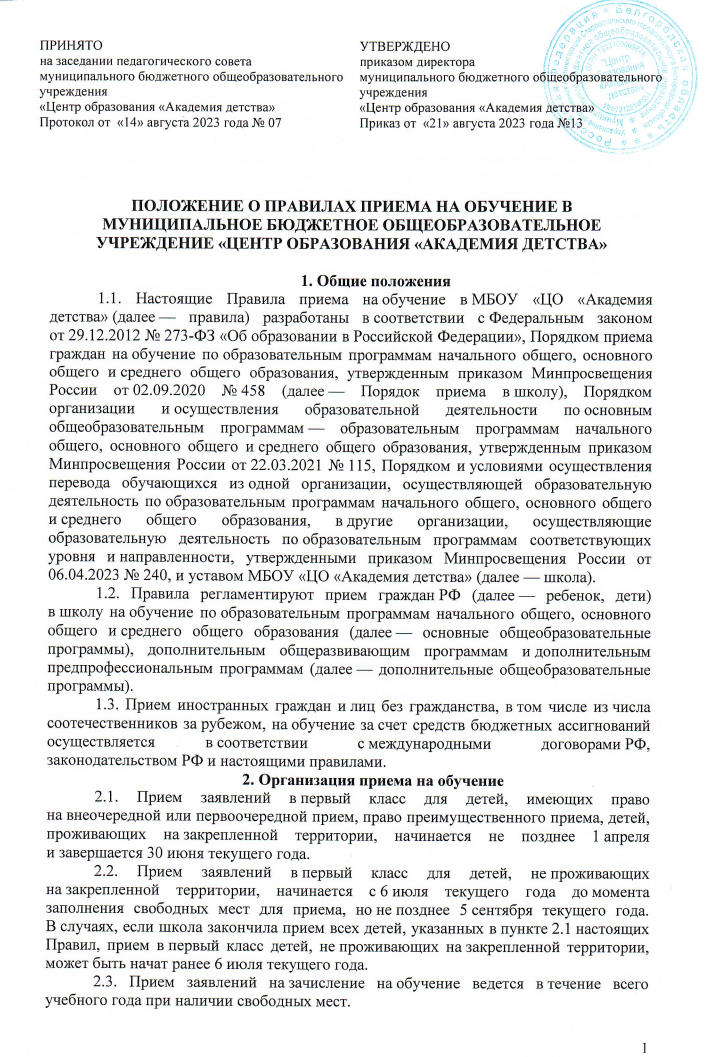 ПРИНЯТО
на заседании педагогического совета
муниципального бюджетного общеобразовательного
учреждения
«Центр образования «Академия детства»
Протокол от «14» августа 2023 года № 07
УТВЕРЖДЕНО
приказом директора
муниципального бюджетного общеобразовательного
учреждения
«Центр образования «Академия детства»
Приказ от «21» августа 2023 года №13
ПОЛОЖЕНИЕ О ПРАВИЛАХ ПРИЕМА НА ОБУЧЕНИЕ В
МУНИЦИПАЛЬНОЕ БЮДЖЕТНОЕ ОБЩЕОБРАЗОВАТЕЛЬНОЕ
УЧРЕЖДЕНИЕ «ЦЕНТР ОБРАЗОВАНИЯ «АКАДЕМИЯ ДЕТСТВА»
1. Общие положения
1.1. Настоящие Правила приема на обучение в МБОУ «ЦО «Академия
детства» (далее — правила) разработаны в соответствии с Федеральным законом
от 29.12.2012 № 273-ФЗ «Об образовании в Российской Федерации», Порядком приема
граждан на обучение по образовательным программам начального общего, основного
общего и среднего общего образования, утвержденным приказом Минпросвещения
России от 02.09.2020 № 458 (далее — Порядок приема в школу), Порядком
организации и осуществления образовательной деятельности по основным
общеобразовательным программам — образовательным программам начального
общего, основного общего и среднего общего образования, утвержденным приказом
Минпросвещения России от 22.03.2021 № 115, Порядком и условиями осуществления
перевода обучающихся из одной организации, осуществляющей образовательную
деятельность по образовательным программам начального общего, основного общего
и среднего общего образования, в другие организации, осуществляющие
образовательную деятельность по образовательным программам соответствующих
уровня и направленности, утвержденными приказом Минпросвещения России от
06.04.2023 № 240, и уставом МБОУ «ЦО «Академия детства» (далее — школа).
1.2. Правила регламентируют прием граждан РФ (далее — ребенок, дети)
в школу на обучение по образовательным программам начального общего, основного
общего и среднего общего образования (далее — основные общеобразовательные
программы), дополнительным общеразвивающим программам и дополнительным
предпрофессиональным программам (далее — дополнительные общеобразовательные
программы).
1.3. Прием иностранных граждан и лиц без гражданства, в том числе из числа
соотечественников за рубежом, на обучение за счет средств бюджетных ассигнований
осуществляется в соответствии с международными договорами РФ,
законодательством РФ и настоящими правилами.
2. Организация приема на обучение
2.1. Прием заявлений в первый класс для детей, имеющих право
на внеочередной или первоочередной прием, право преимущественного приема, детей,
проживающих на закрепленной территории, начинается не позднее 1 апреля
и завершается 30 июня текущего года.
2.2. Прием заявлений в первый класс для детей, не проживающих
на закрепленной территории, начинается с 6 июля текущего года до момента
заполнения свободных мест для приема, но не позднее 5 сентября текущего года.
В случаях, если школа закончила прием всех детей, указанных в пункте 2.1 настоящих
Правил, прием в первый класс детей, не проживающих на закрепленной территории,
может быть начат ранее 6 июля текущего года.
2.3. Прием заявлений на зачисление на обучение ведется в течение всего
учебного года при наличии свободных мест.
1